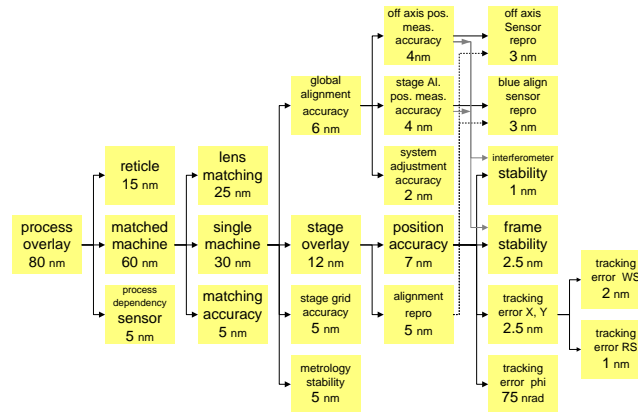 process
overlay
80 nm
reticle
15 nm
matched
machine
60 nm
process dependency
sensor
5 nm
lens
matching
25 nm
single
machine
30 nm
matching
accuracy
5 nm
global
alignment
accuracy
6 nm
stage
overlay
12 nm
stage grid
accuracy
5 nm
metrology
stability
5 nm
off axis pos.
meas.
accuracy
4nm
stage Al.
pos. meas.
accuracy
4 nm
system
adjustment
accuracy
2 nm
position
accuracy
7 nm
alignment
repro
5 nm
off axis
Sensor
repro
3 nm
blue align
sensor
repro
3 nm
interferometer
stability
1 nm
frame
stability
2.5 nm
tracking
error X, Y
2.5 nm
tracking
error phi
75 nrad
tracking
error WS
2 nm
tracking
error RS
1 nm